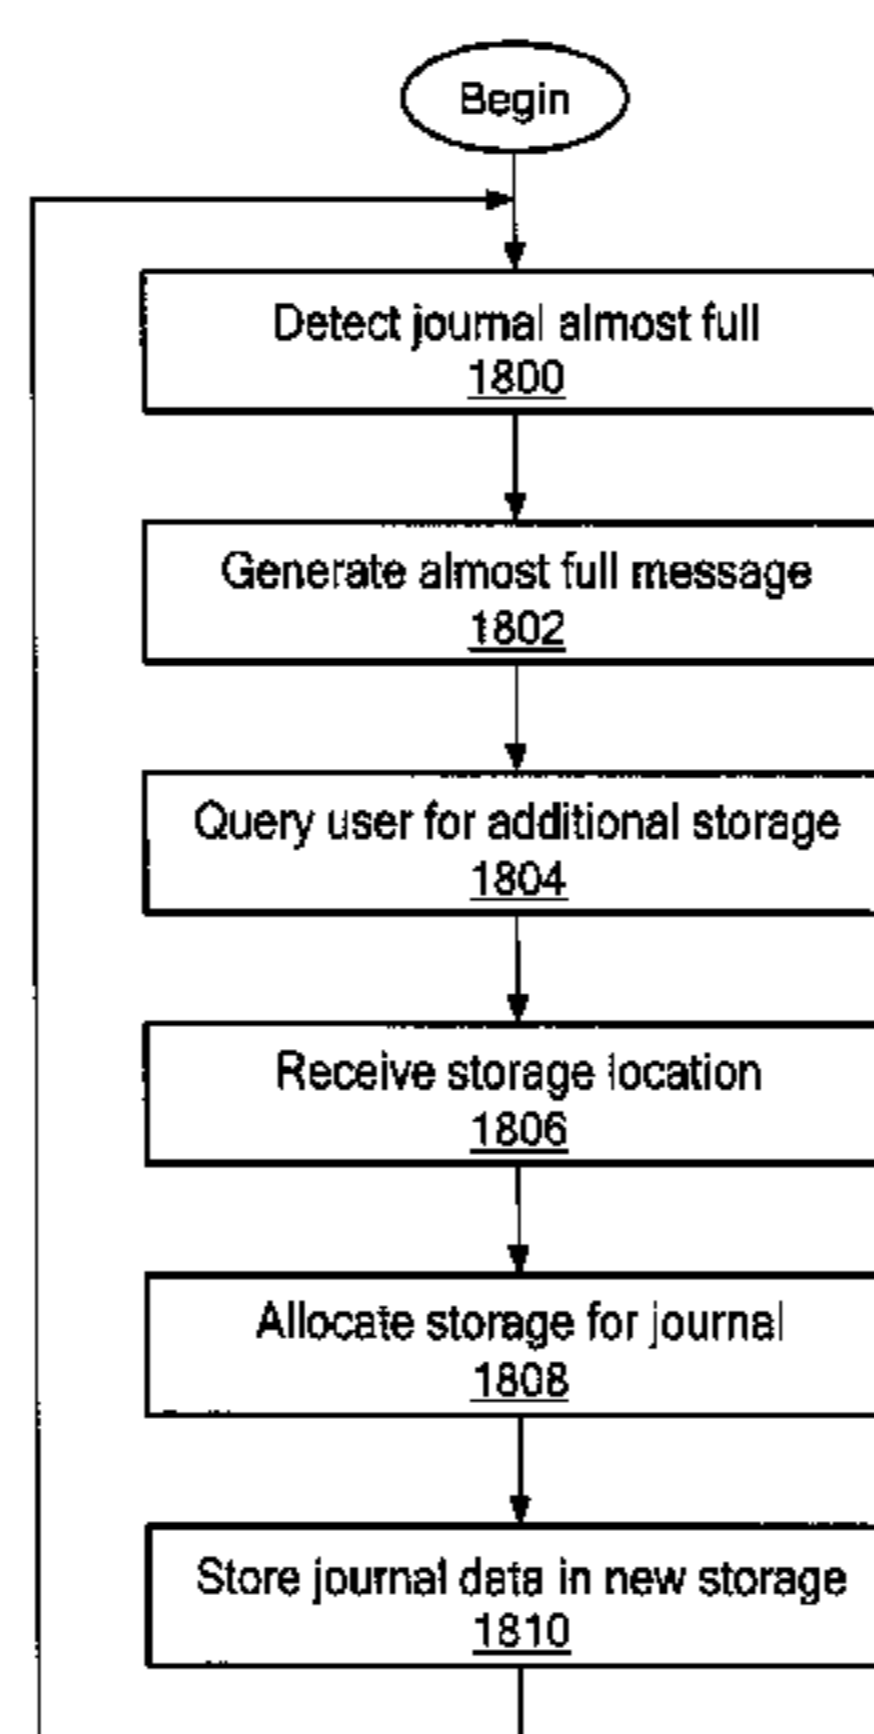 Begin
Detect journal almost full
1800
Generate almost full message
1802
Query user for additional storage
1804
Receive storage location
1806
Allocate storage for journal
1808
Store journal data in new storage
1810